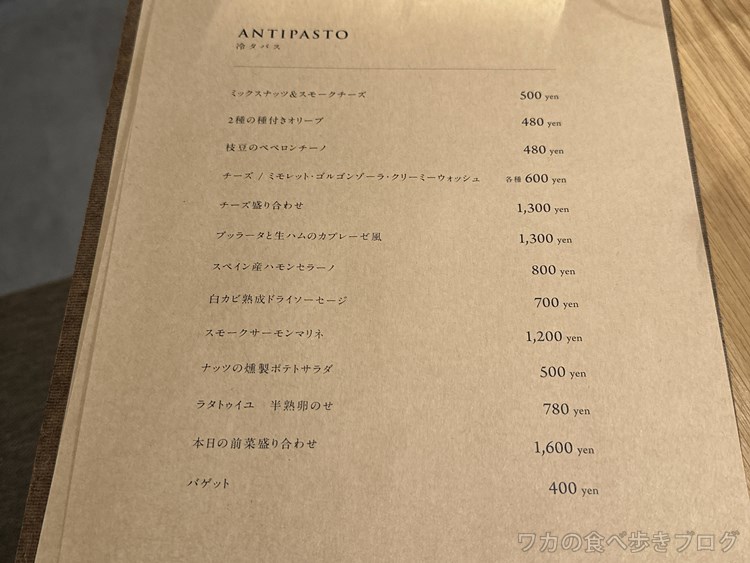 ANTIPASTO
冷タパス
ミックスナッツ&スモークチーズ 500 yen
2種の種付きオリーブ 480 yen
枝豆のペペロンチーノ 480 yen
チーズ / ミモレット・ゴルゴンゾーラ・クリーミーウォッシュ 各種 600 yen
チーズ盛り合わせ 1,300 yen
ブッラータと生ハムのカプレーゼ風 1,300 yen
スペイン産ハモンセラーノ 800 yen
白カビ熟成ドライソーセージ 700 yen
スモークサーモンマリネ 1,200 yen
ナッツの燻製ポテトサラダ 500 yen
ラタトゥイユ 半熟卵のせ 780 yen
本日の前菜盛り合わせ 1,600 yen
バゲット 400 yen
ワカの食べ歩きブログ